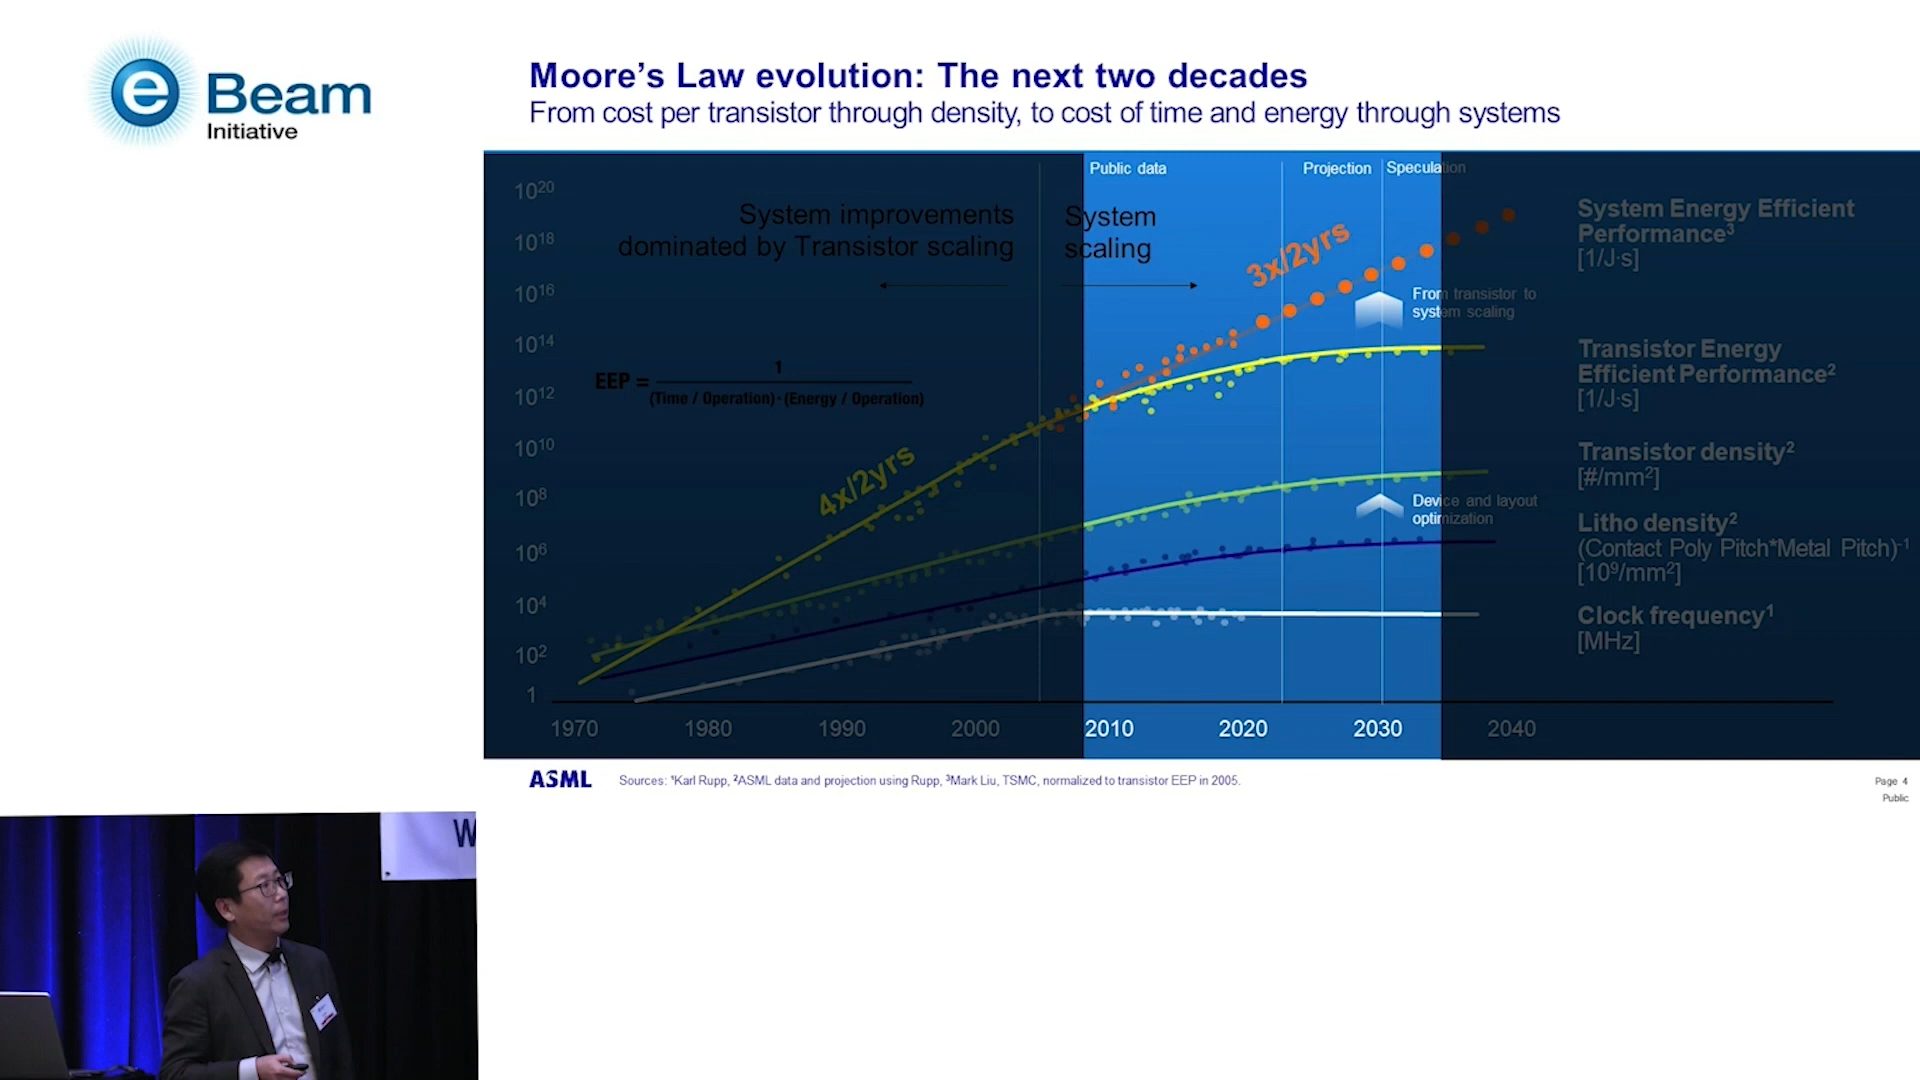 e Beam
Initiative
Moore’s Law evolution: The next two decades
From cost per transistor through density, to cost of time and energy through systems
Public data
Projection
Speculation
10²⁰
10¹⁸
10¹⁶
10¹⁴
10¹²
10¹⁰
10⁸
10⁶
10⁴
10²
1
System improvements
dominated by Transistor scaling
System
scaling
3x/2yrs
4x/2yrs
EEP = 1
(Time / Operation) · (Energy / Operation)
From transistor to
system scaling
Device and layout
optimization
System Energy Efficient
Performance³
[1/J·s]
Transistor Energy
Efficient Performance²
[1/J·s]
Transistor density²
[#/mm²]
Litho density²
(Contact Poly Pitch*Metal Pitch)⁻¹
[10⁹/mm²]
Clock frequency¹
[MHz]
1970 1980 1990 2000 2010 2020 2030 2040
ASML
Sources: ¹Karl Rupp, ²ASML data and projection using Rupp, ³Mark Liu, TSMC, normalized to transistor EEP in 2005.
Page 4
Public
W